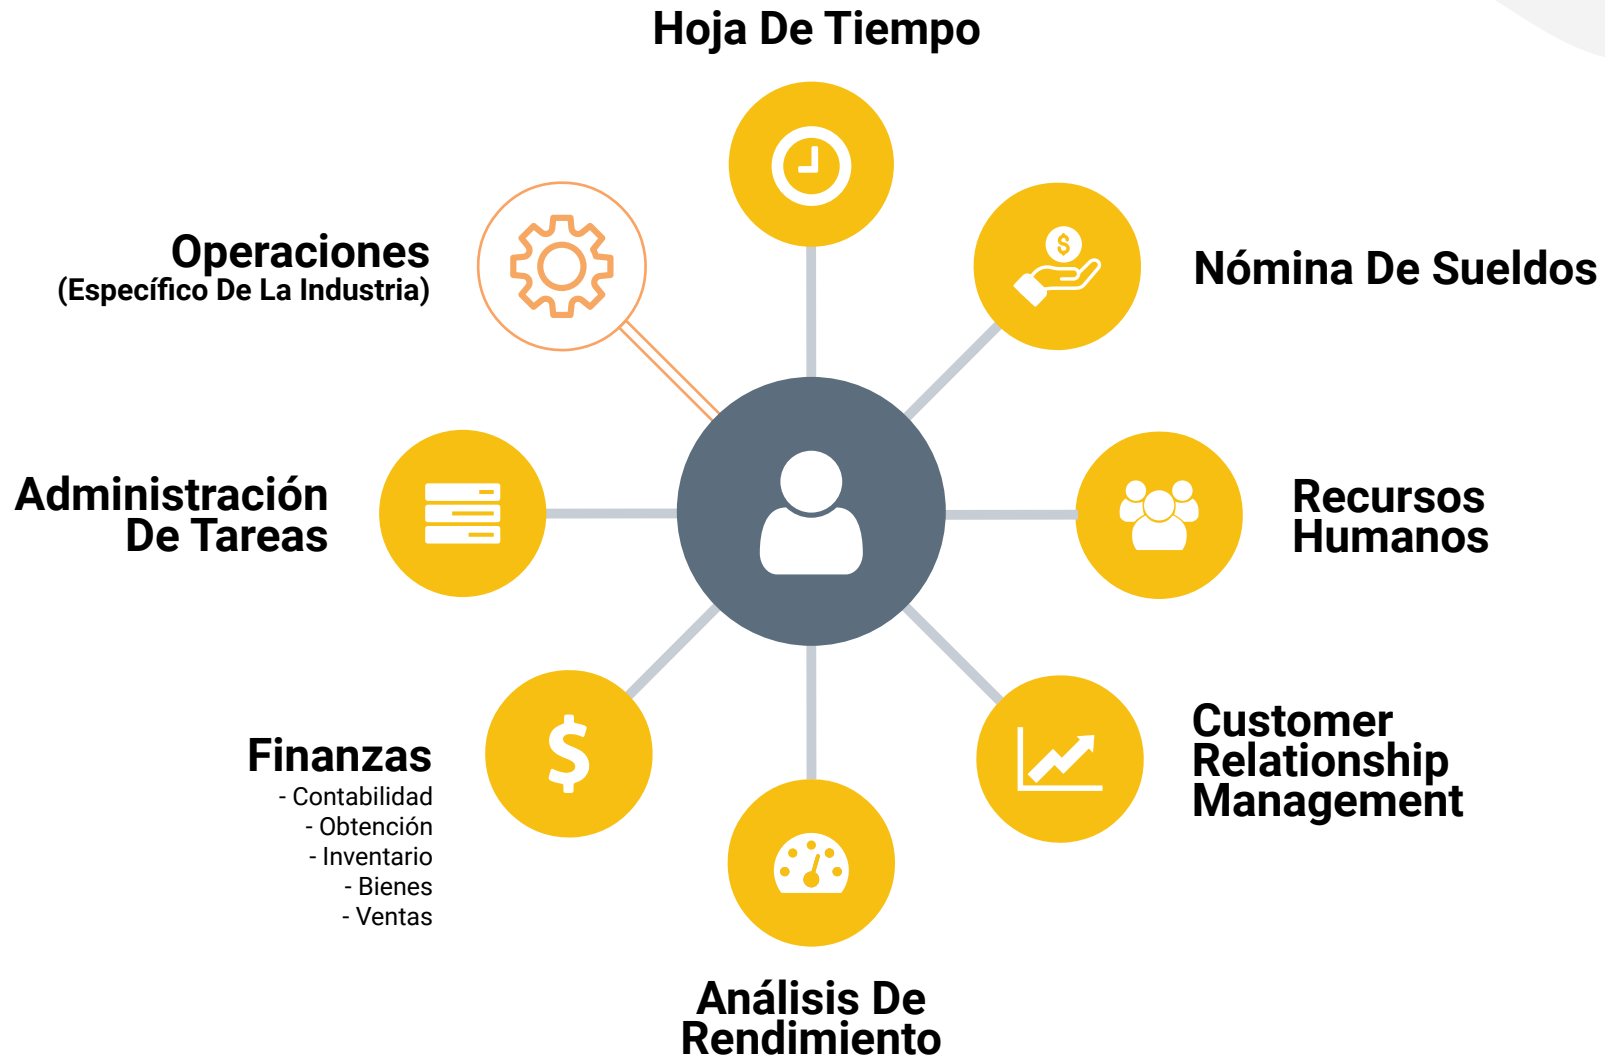 Hoja De Tiempo
Operaciones
(Específico De La Industria)
Nómina De Sueldos
Administración
De Tareas
Recursos
Humanos
Finanzas
- Contabilidad
- Obtención
- Inventario
- Bienes
- Ventas
Customer
Relationship
Management
Análisis De
Rendimiento